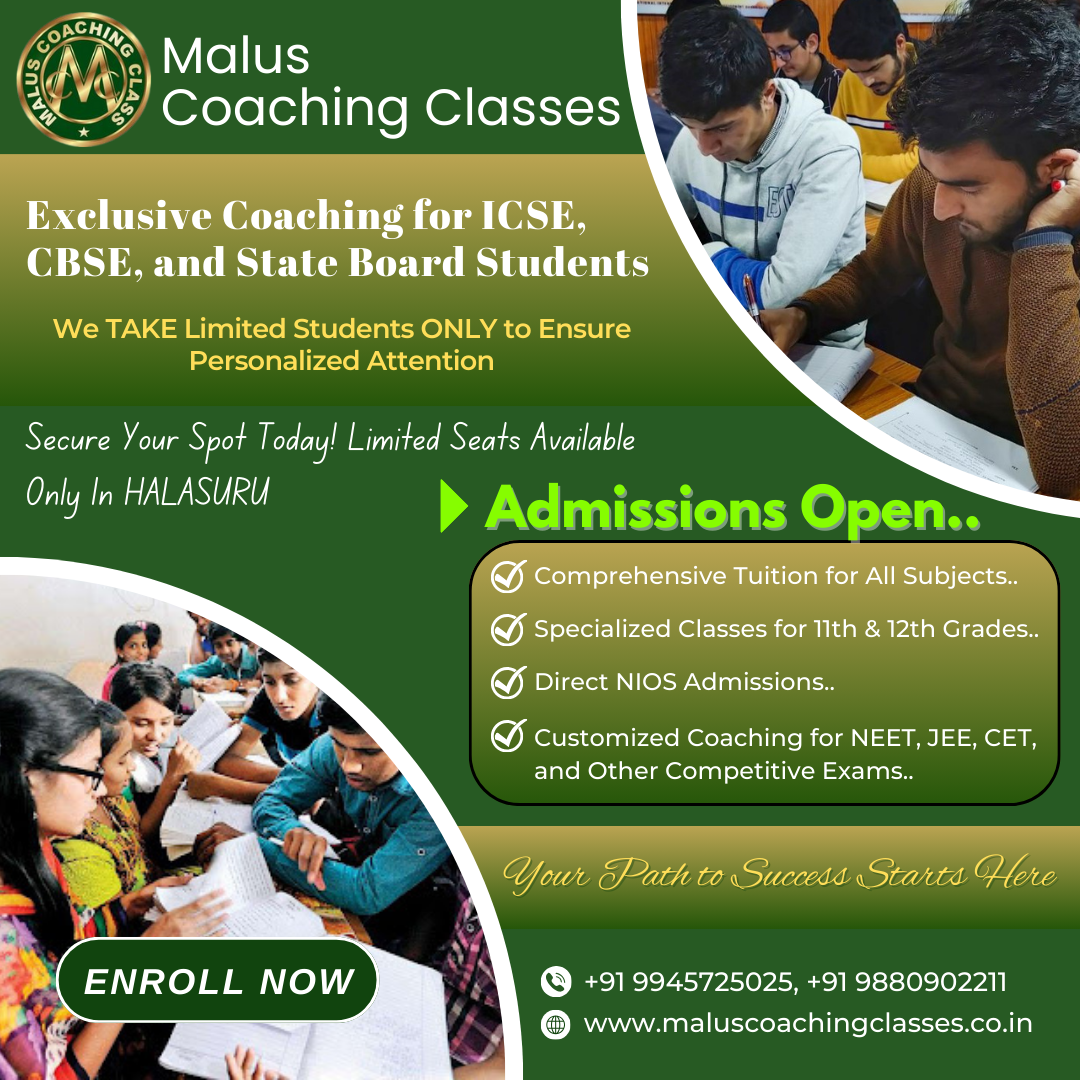 MALUS COACHING CLASS
MCC
Malus
Coaching Classes
Exclusive Coaching for ICSE,
CBSE, and State Board Students
We TAKE Limited Students ONLY to Ensure
Personalized Attention
Secure Your Spot Today! Limited Seats Available
Only In HALASURU
Admissions Open..
Comprehensive Tuition for All Subjects..
Specialized Classes for 11th & 12th Grades..
Direct NIOS Admissions..
Customized Coaching for NEET, JEE, CET,
and Other Competitive Exams..
Your Path to Success Starts Here
ENROLL NOW
+91 9945725025, +91 9880902211
www.maluscoachingclasses.co.in